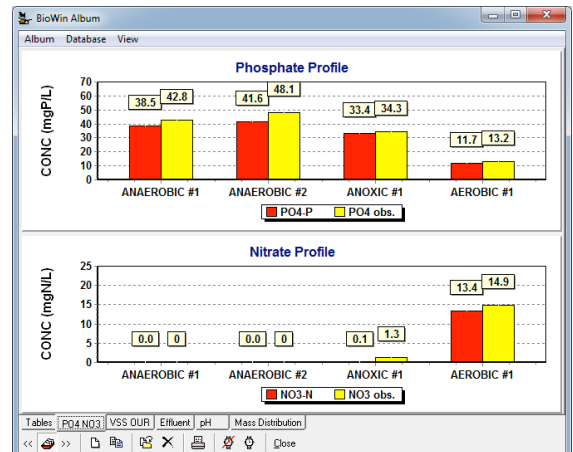 BioWin Album
Album Database View
Phosphate Profile
CONC (mgP/L)
70
60
50
40
30
20
10
0
38.5 42.8 41.6 48.1 33.4 34.3 11.7 13.2
ANAEROBIC #1 ANAEROBIC #2 ANOXIC #1 AEROBIC #1
PO4-P PO4 obs.
Nitrate Profile
CONC (mgN/L)
25
20
15
10
5
0
0.0 0 0.0 0 0.1 1.3 13.4 14.9
ANAEROBIC #1 ANAEROBIC #2 ANOXIC #1 AEROBIC #1
NO3-N NO3 obs.
Tables PO4 NO3 VSS OUR Effluent pH Mass Distribution
<< >> Close